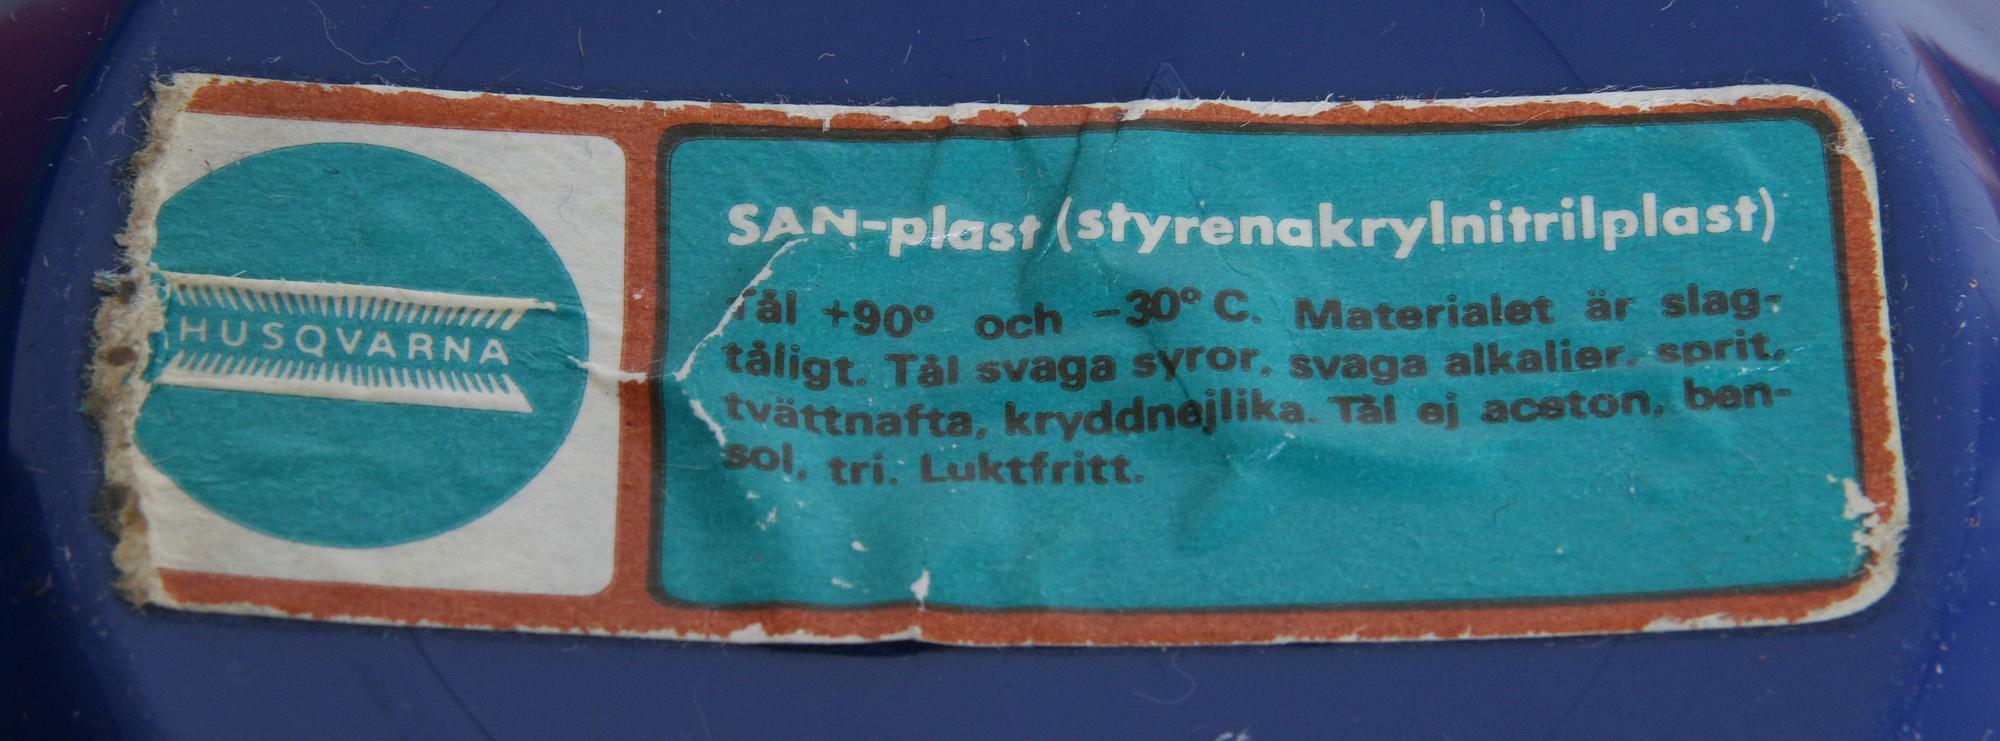 HUSQVARNA
SAN-plast (styrenakrylnitrilplast)
Tål +90° och -30° C. Materialet är slag-
tåligt. Tål svaga syror, svaga alkalier, sprit,
tvättnafta, kryddnejlika. Tål ej aceton, ben-
sol, tri. Luktfritt.